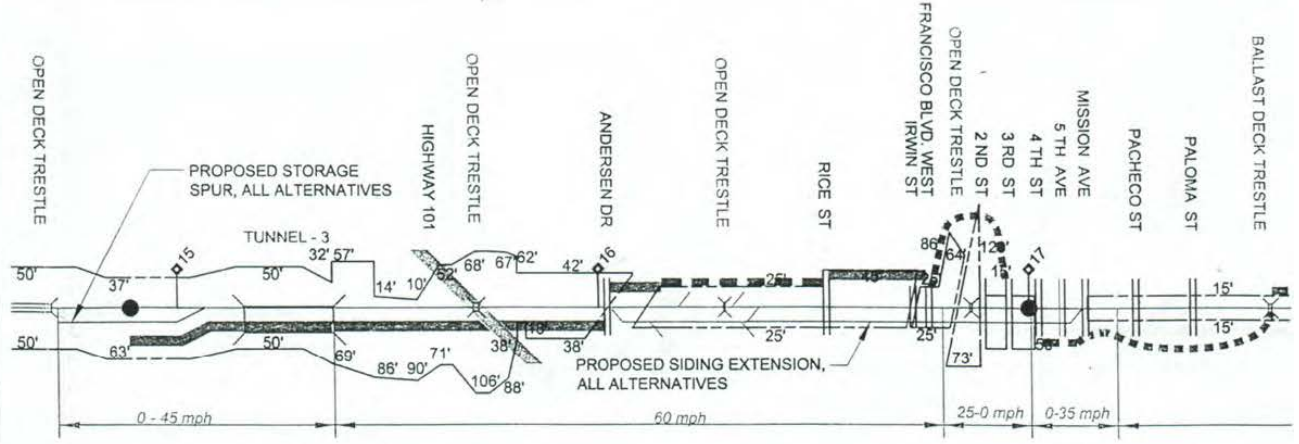 OPEN DECK TRESTLE
HIGHWAY 101
OPEN DECK TRESTLE
ANDERSEN DR
OPEN DECK TRESTLE
RICE ST
FRANCISCO BLVD. WEST
IRWIN ST
OPEN DECK TRESTLE
2 ND ST
3 RD ST
4 TH ST
5 TH AVE
MISSION AVE
PACHECO ST
PALOMA ST
BALLAST DECK TRESTLE
PROPOSED STORAGE
SPUR, ALL ALTERNATIVES
TUNNEL - 3
15
16
17
50'
37'
50'
32'
57'
14'
10'
52'
68'
67'
62'
42'
25'
15'
86'
64'
15'
50'
63'
50'
69'
86'
90'
71'
106'
88'
38'
38'
25'
25'
73'
15'
PROPOSED SIDING EXTENSION,
ALL ALTERNATIVES
0 - 45 mph
60 mph
25-0 mph
0-35 mph